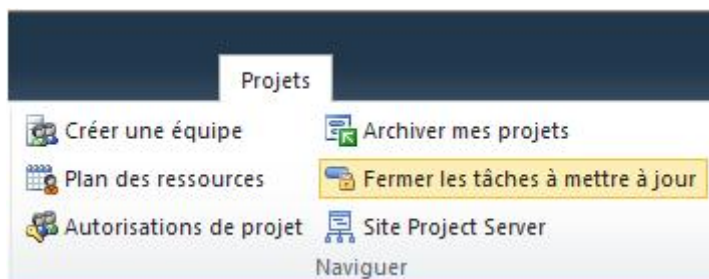 Projets
Créer une équipe
Archiver mes projets
Plan des ressources
Fermer les tâches à mettre à jour
Autorisations de projet
Site Project Server
Naviguer